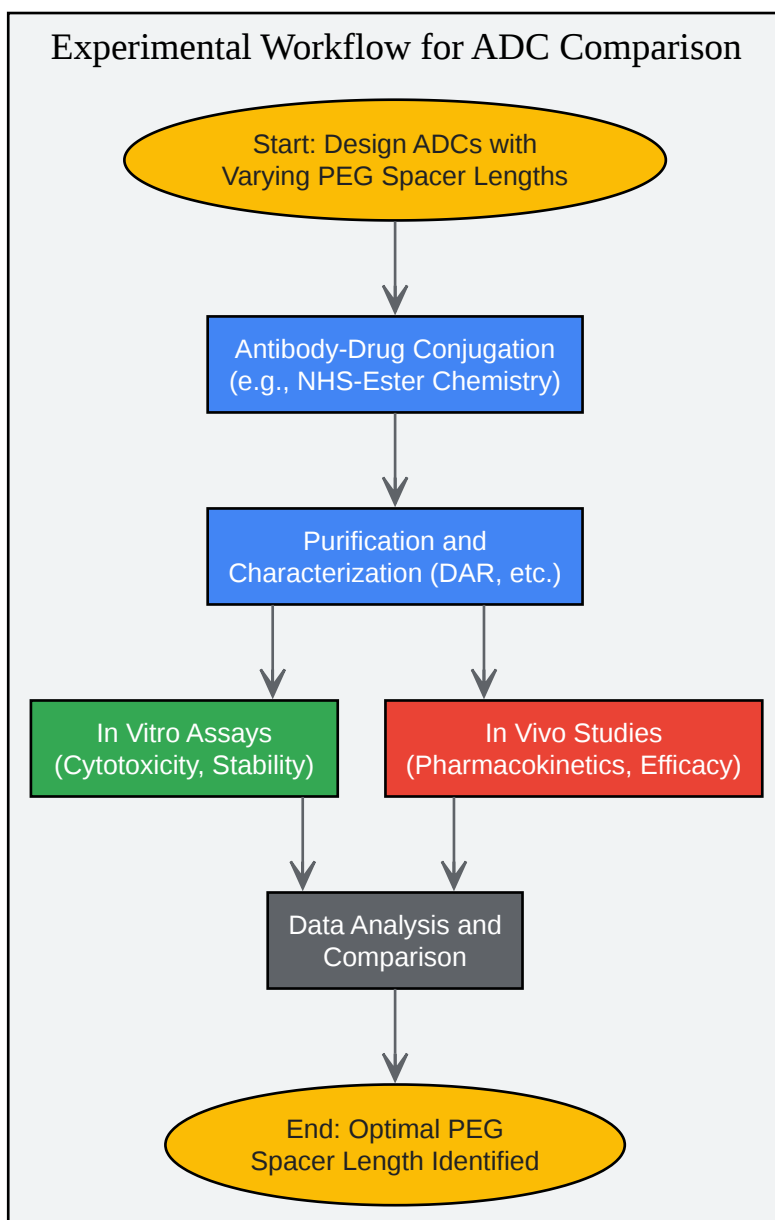 Experimental Workflow for ADC Comparison
Start: Design ADCs with
Varying PEG Spacer Lengths
Antibody-Drug Conjugation
(e.g., NHS-Ester Chemistry)
Purification and
Characterization (DAR, etc.)
In Vitro Assays
(Cytotoxicity, Stability)
In Vivo Studies
(Pharmacokinetics, Efficacy)
Data Analysis and
Comparison
End: Optimal PEG
Spacer Length Identified